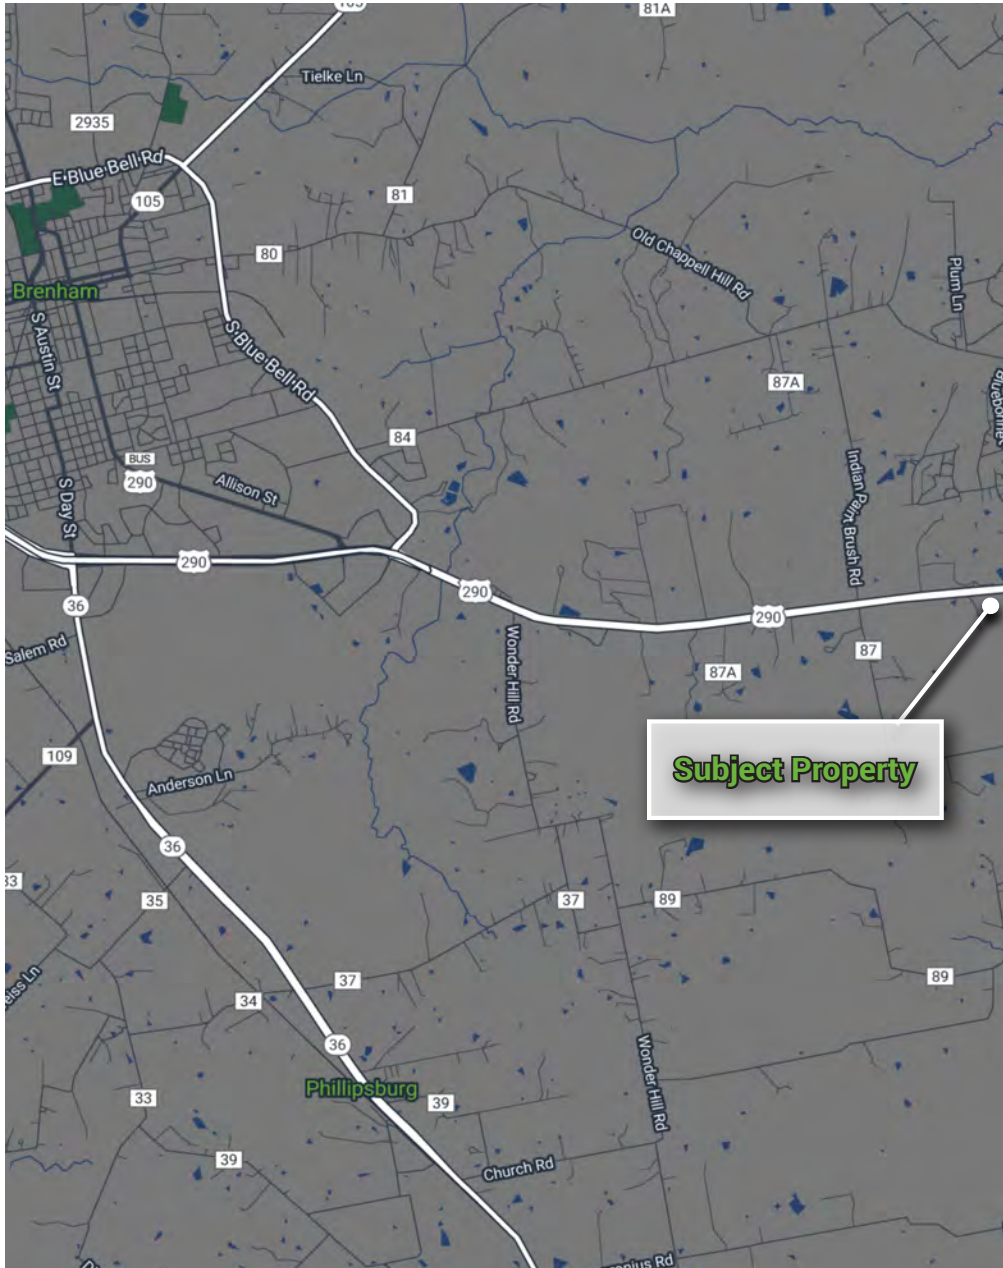 105
81A
Tielke Ln
2935
E Blue Bell Rd
105
81
80
Old Chappell Hill Rd
Brenham
Plum Ln
S Austin St
S Blue Bell Rd
87A
84
BUS
290
Allison St
Indian Paint Brush Rd
S Day St
290
290
36
290
Salem Rd
Wonder Hill Rd
87
87A
109
Subject Property
Anderson Ln
36
33
35
37
89
37
89
34
36
Wonder Hill Rd
Phillipsburg
33
39
39
Church Rd